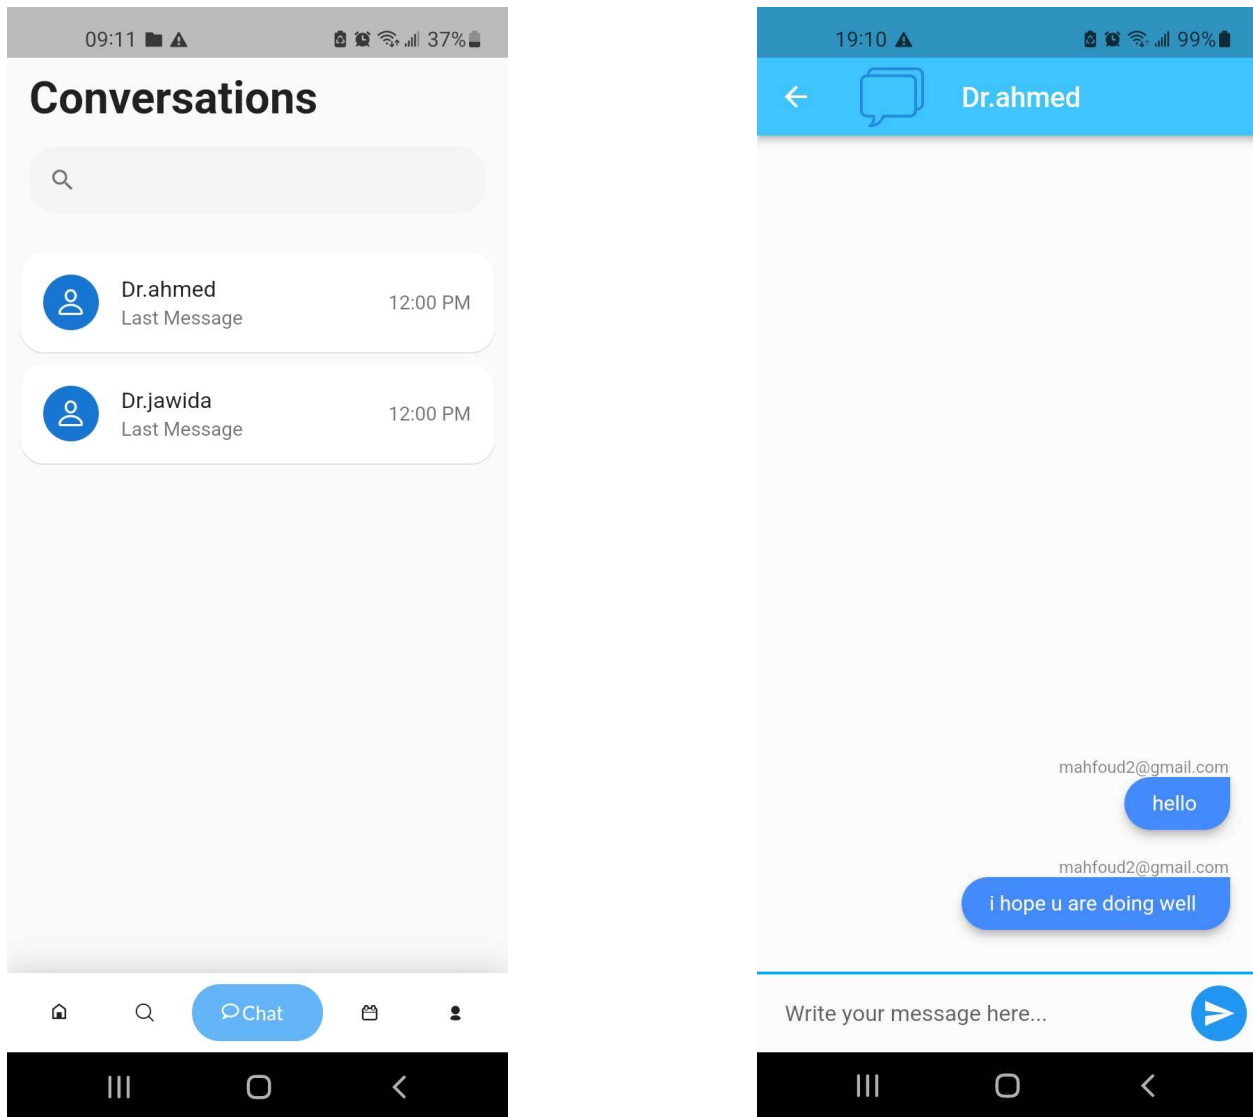 09:11 37%
Conversations
Dr.ahmed
Last Message
12:00 PM
Dr.jawida
Last Message
12:00 PM
Chat
19:10 99%
Dr.ahmed
mahfoud2@gmail.com
hello
mahfoud2@gmail.com
i hope u are doing well
Write your message here...